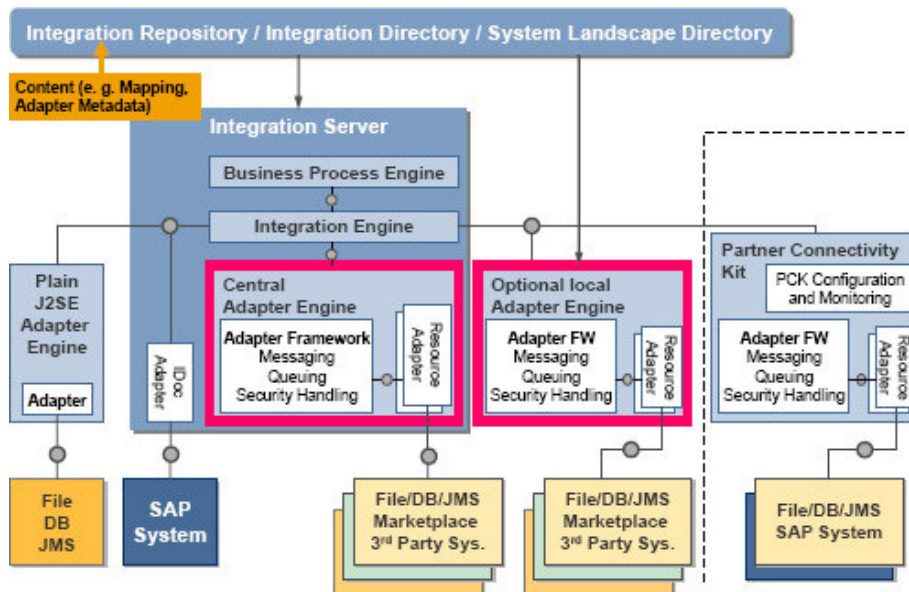 Integration Repository / Integration Directory / System Landscape Directory
Content (e. g. Mapping,
Adapter Metadata)
Integration Server
Business Process Engine
Integration Engine
Plain
J2SE
Adapter
Engine
Adapter
IDoc
Adapter
Central
Adapter Engine
Adapter Framework
Messaging
Queuing
Security Handling
Resource
Adapter
Optional local
Adapter Engine
Adapter FW
Messaging
Queuing
Security Handling
Resource
Adapter
Partner Connectivity
Kit
PCK Configuration
and Monitoring
Adapter FW
Messaging
Queuing
Security Handling
Resource
Adapter
File
DB
JMS
SAP
System
File/DB/JMS
Marketplace
3rd Party Sys.
File/DB/JMS
Marketplace
3rd Party Sys.
File/DB/JMS
SAP System